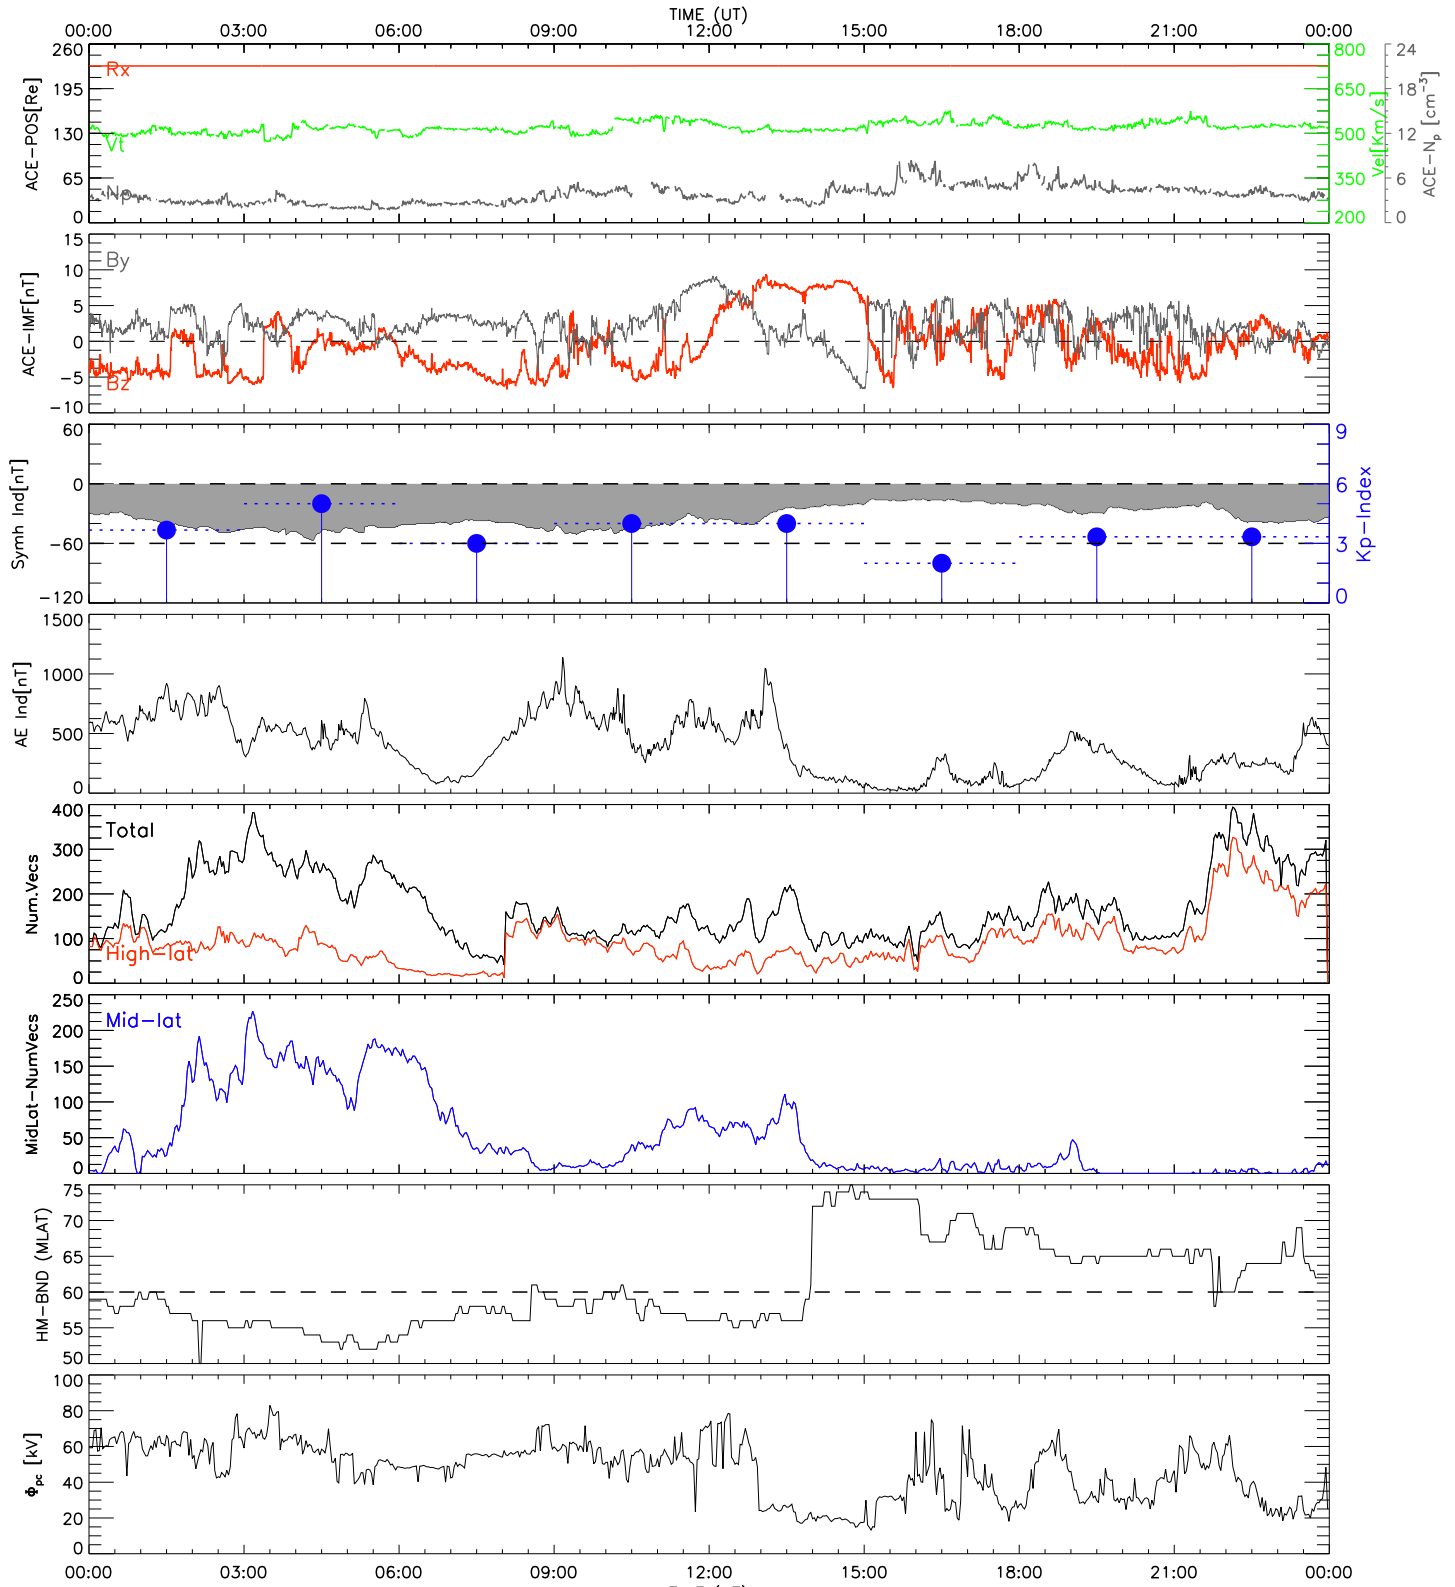 TIME (UT)
00:00 03:00 06:00 09:00 12:00 15:00 18:00 21:00 00:00
ACE-POS[Re]
260
195
130
65
0
Rx
Vt
Np
800
650
500
350
200
Vel[Km/s]
24
18
12
6
0
ACE-Np [cm-3]
ACE-IMF[nT]
15
10
5
0
-5
-10
By
Bz
Symh Ind[nT]
60
0
-60
-120
9
6
3
0
Kp-Index
AE Ind[nT]
1500
1000
500
0
Num.Vecs
400
300
200
100
0
Total
High-lat
MidLat-NumVecs
250
200
150
100
50
0
Mid-lat
HM-BND (MLAT)
75
70
65
60
55
50
Φpc [kV]
100
80
60
40
20
0
00:00 03:00 06:00 09:00 12:00 15:00 18:00 21:00 00:00